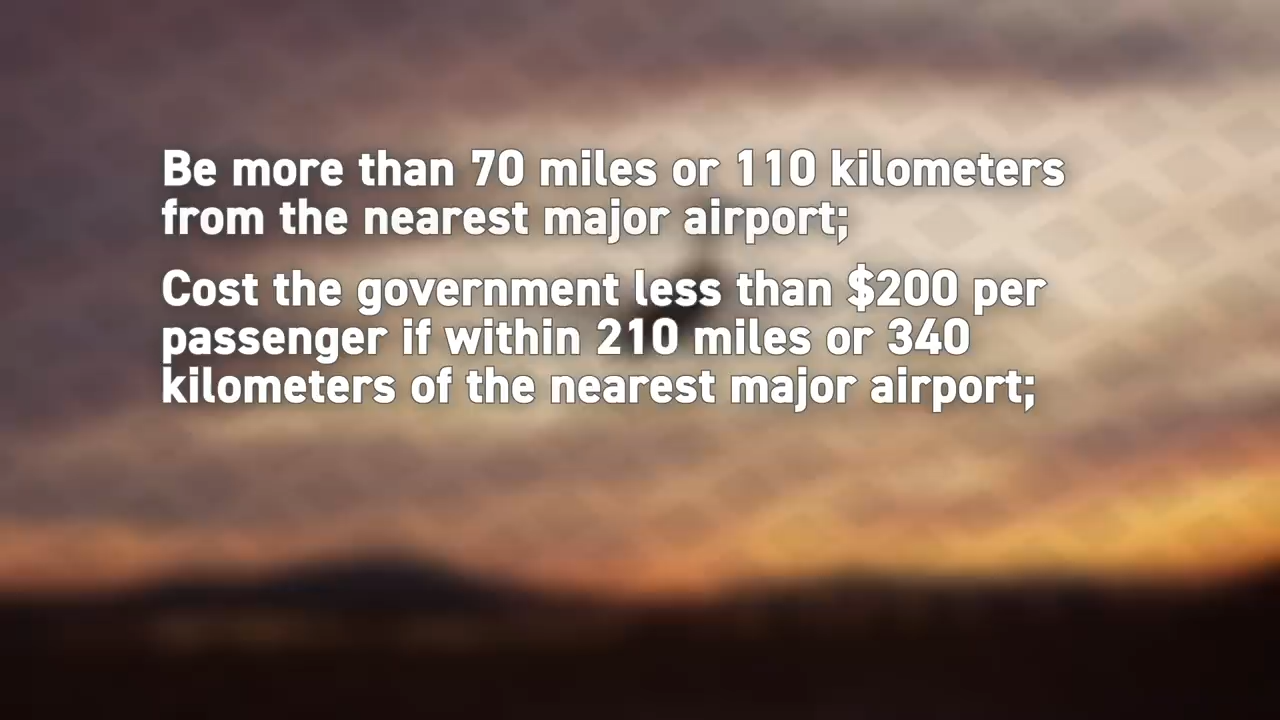 Be more than 70 miles or 110 kilometers
from the nearest major airport;
Cost the government less than $200 per
passenger if within 210 miles or 340
kilometers of the nearest major airport;